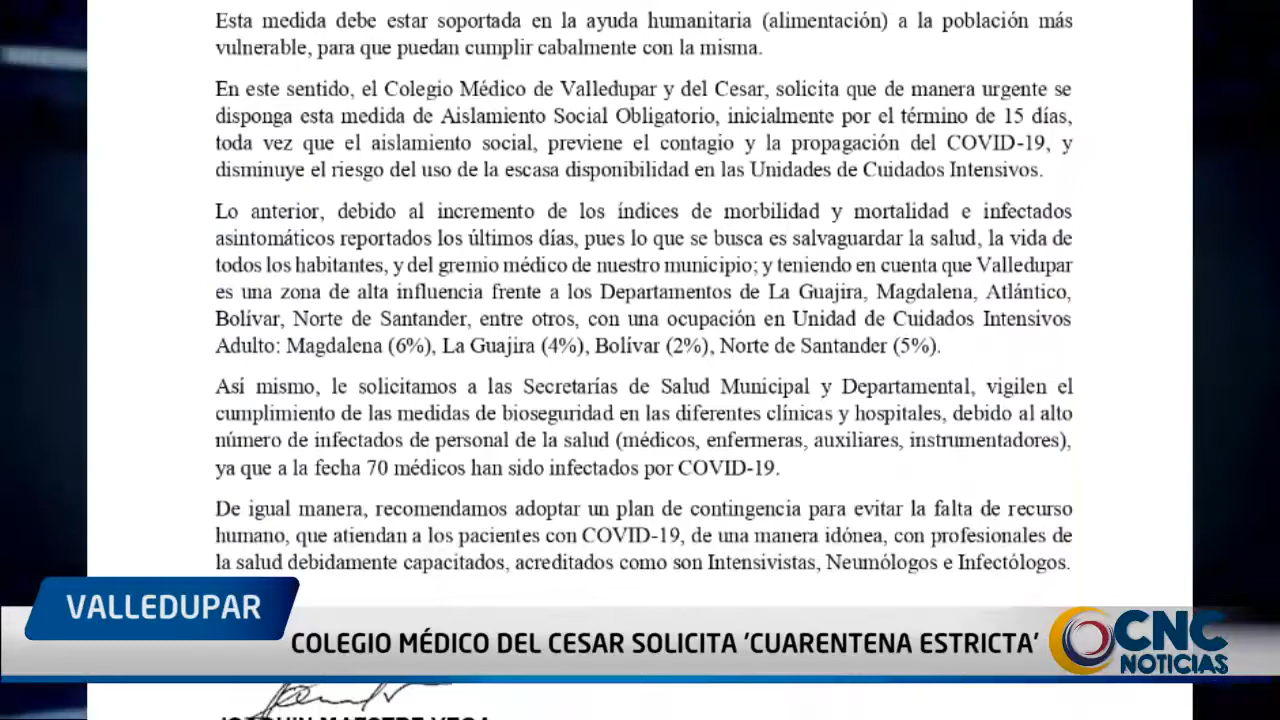 Esta medida debe estar soportada en la ayuda humanitaria (alimentación) a la población más
vulnerable, para que puedan cumplir cabalmente con la misma.
En este sentido, el Colegio Médico de Valledupar y del Cesar, solicita que de manera urgente se
disponga esta medida de Aislamiento Social Obligatorio, inicialmente por el término de 15 días,
toda vez que el aislamiento social, previene el contagio y la propagación del COVID-19, y
disminuye el riesgo del uso de la escasa disponibilidad en las Unidades de Cuidados Intensivos.
Lo anterior, debido al incremento de los índices de morbilidad y mortalidad e infectados
asintomáticos reportados los últimos días, pues lo que se busca es salvaguardar la salud, la vida de
todos los habitantes, y del gremio médico de nuestro municipio; y teniendo en cuenta que Valledupar
es una zona de alta influencia frente a los Departamentos de La Guajira, Magdalena, Atlántico,
Bolívar, Norte de Santander, entre otros, con una ocupación en Unidad de Cuidados Intensivos
Adulto: Magdalena (6%), La Guajira (4%), Bolívar (2%), Norte de Santander (5%).
Así mismo, le solicitamos a las Secretarías de Salud Municipal y Departamental, vigilen el
cumplimiento de las medidas de bioseguridad en las diferentes clínicas y hospitales, debido al alto
número de infectados de personal de la salud (médicos, enfermeras, auxiliares, instrumentadores),
ya que a la fecha 70 médicos han sido infectados por COVID-19.
De igual manera, recomendamos adoptar un plan de contingencia para evitar la falta de recurso
humano, que atiendan a los pacientes con COVID-19, de una manera idónea, con profesionales de
la salud debidamente capacitados, acreditados como son Intensivistas, Neumólogos e Infectólogos.
VALLEDUPAR
COLEGIO MÉDICO DEL CESAR SOLICITA 'CUARENTENA ESTRICTA'
CNC
NOTICIAS
JOAQUIN MAESTRE VEGA